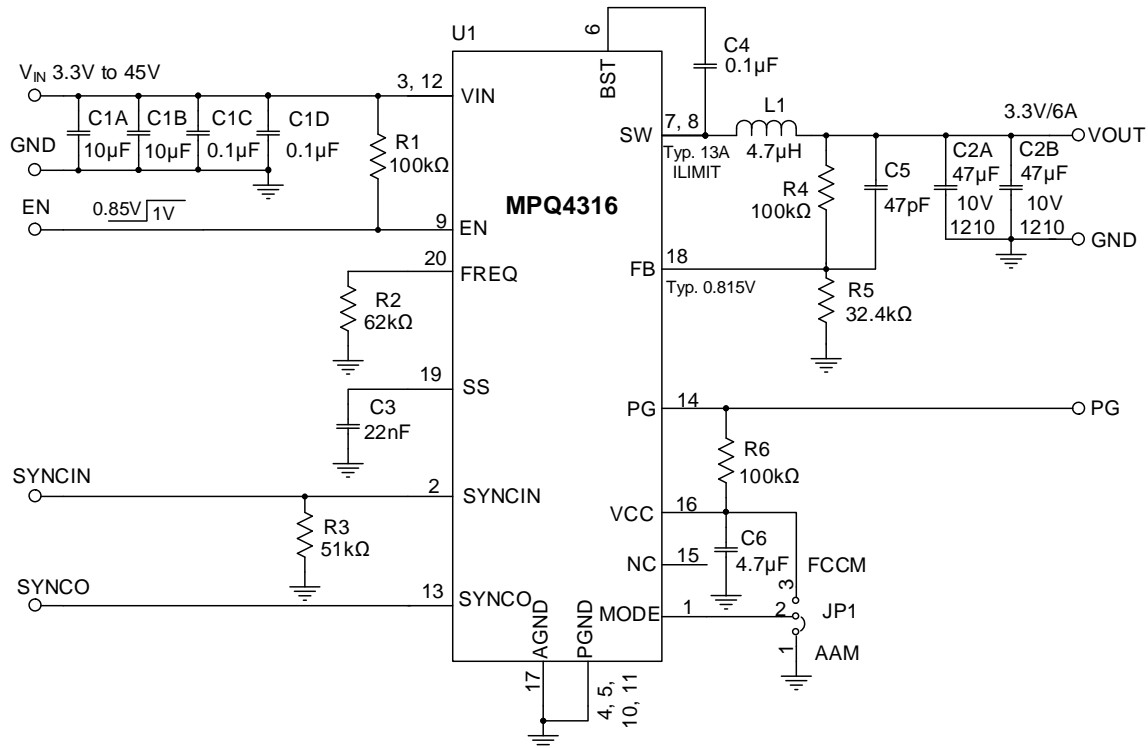 U1
V_IN 3.3V to 45V
3, 12
VIN
C1A
10µF
C1B
10µF
C1C
0.1µF
C1D
0.1µF
GND
R1
100kΩ
EN
0.85V
1V
9
EN
20
FREQ
R2
62kΩ
19
SS
C3
22nF
SYNCIN
2
SYNCIN
R3
51kΩ
SYNCO
13
SYNCO
MPQ4316
6
BST
C4
0.1µF
SW
7, 8
Typ. 13A
ILIMIT
L1
4.7µH
3.3V/6A
VOUT
R4
100kΩ
C5
47pF
C2A
47µF
10V
1210
C2B
47µF
10V
1210
GND
FB
18
Typ. 0.815V
R5
32.4kΩ
PG
14
PG
R6
100kΩ
VCC
16
C6
4.7µF
NC
15
FCCM
3
MODE
1
2
JP1
1
AAM
AGND
PGND
17
4, 5,
10, 11